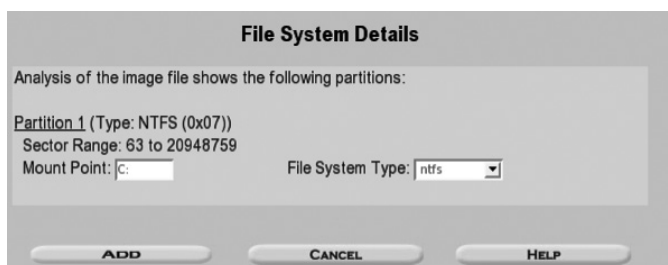 File System Details
Analysis of the image file shows the following partitions:
Partition 1 (Type: NTFS (0x07))
Sector Range: 63 to 20948759
Mount Point: C: File System Type: ntfs
ADD CANCEL HELP